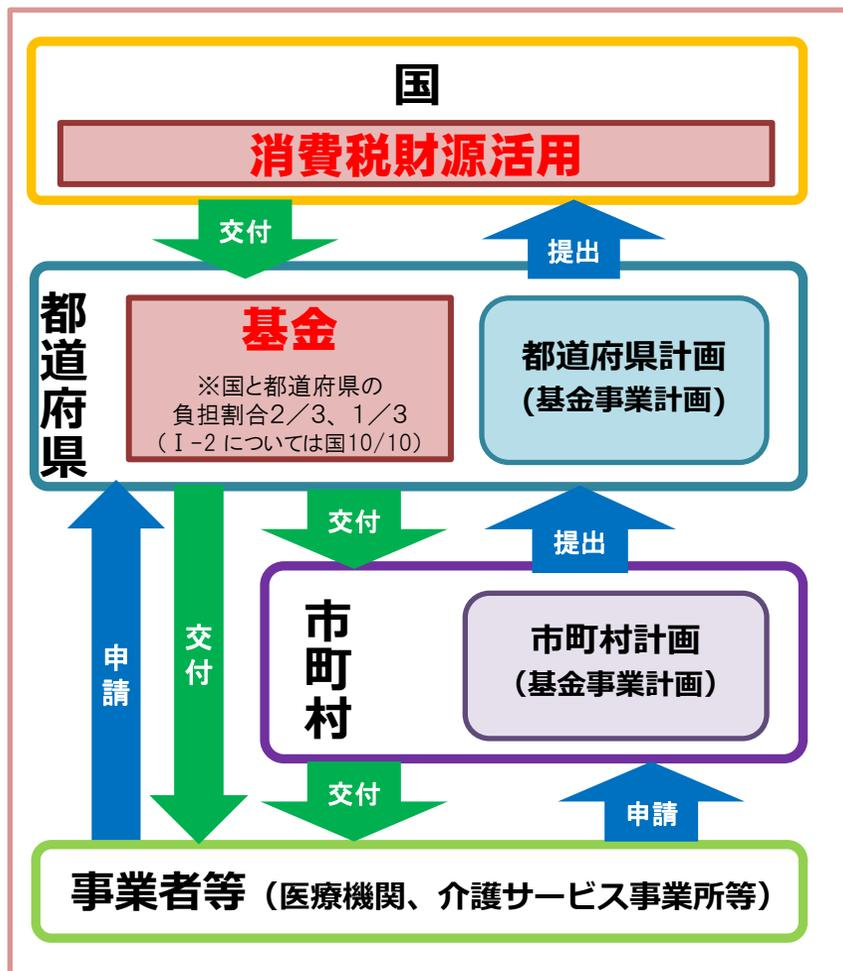 国
消費税財源活用
交付
提出
都道府県
基金
※国と都道府県の
負担割合2／3、1／3
（Ⅰ-2 については国10/10）
都道府県計画
(基金事業計画)
申請
交付
交付
提出
市町村
市町村計画
（基金事業計画）
交付
申請
事業者等（医療機関、介護サービス事業所等）